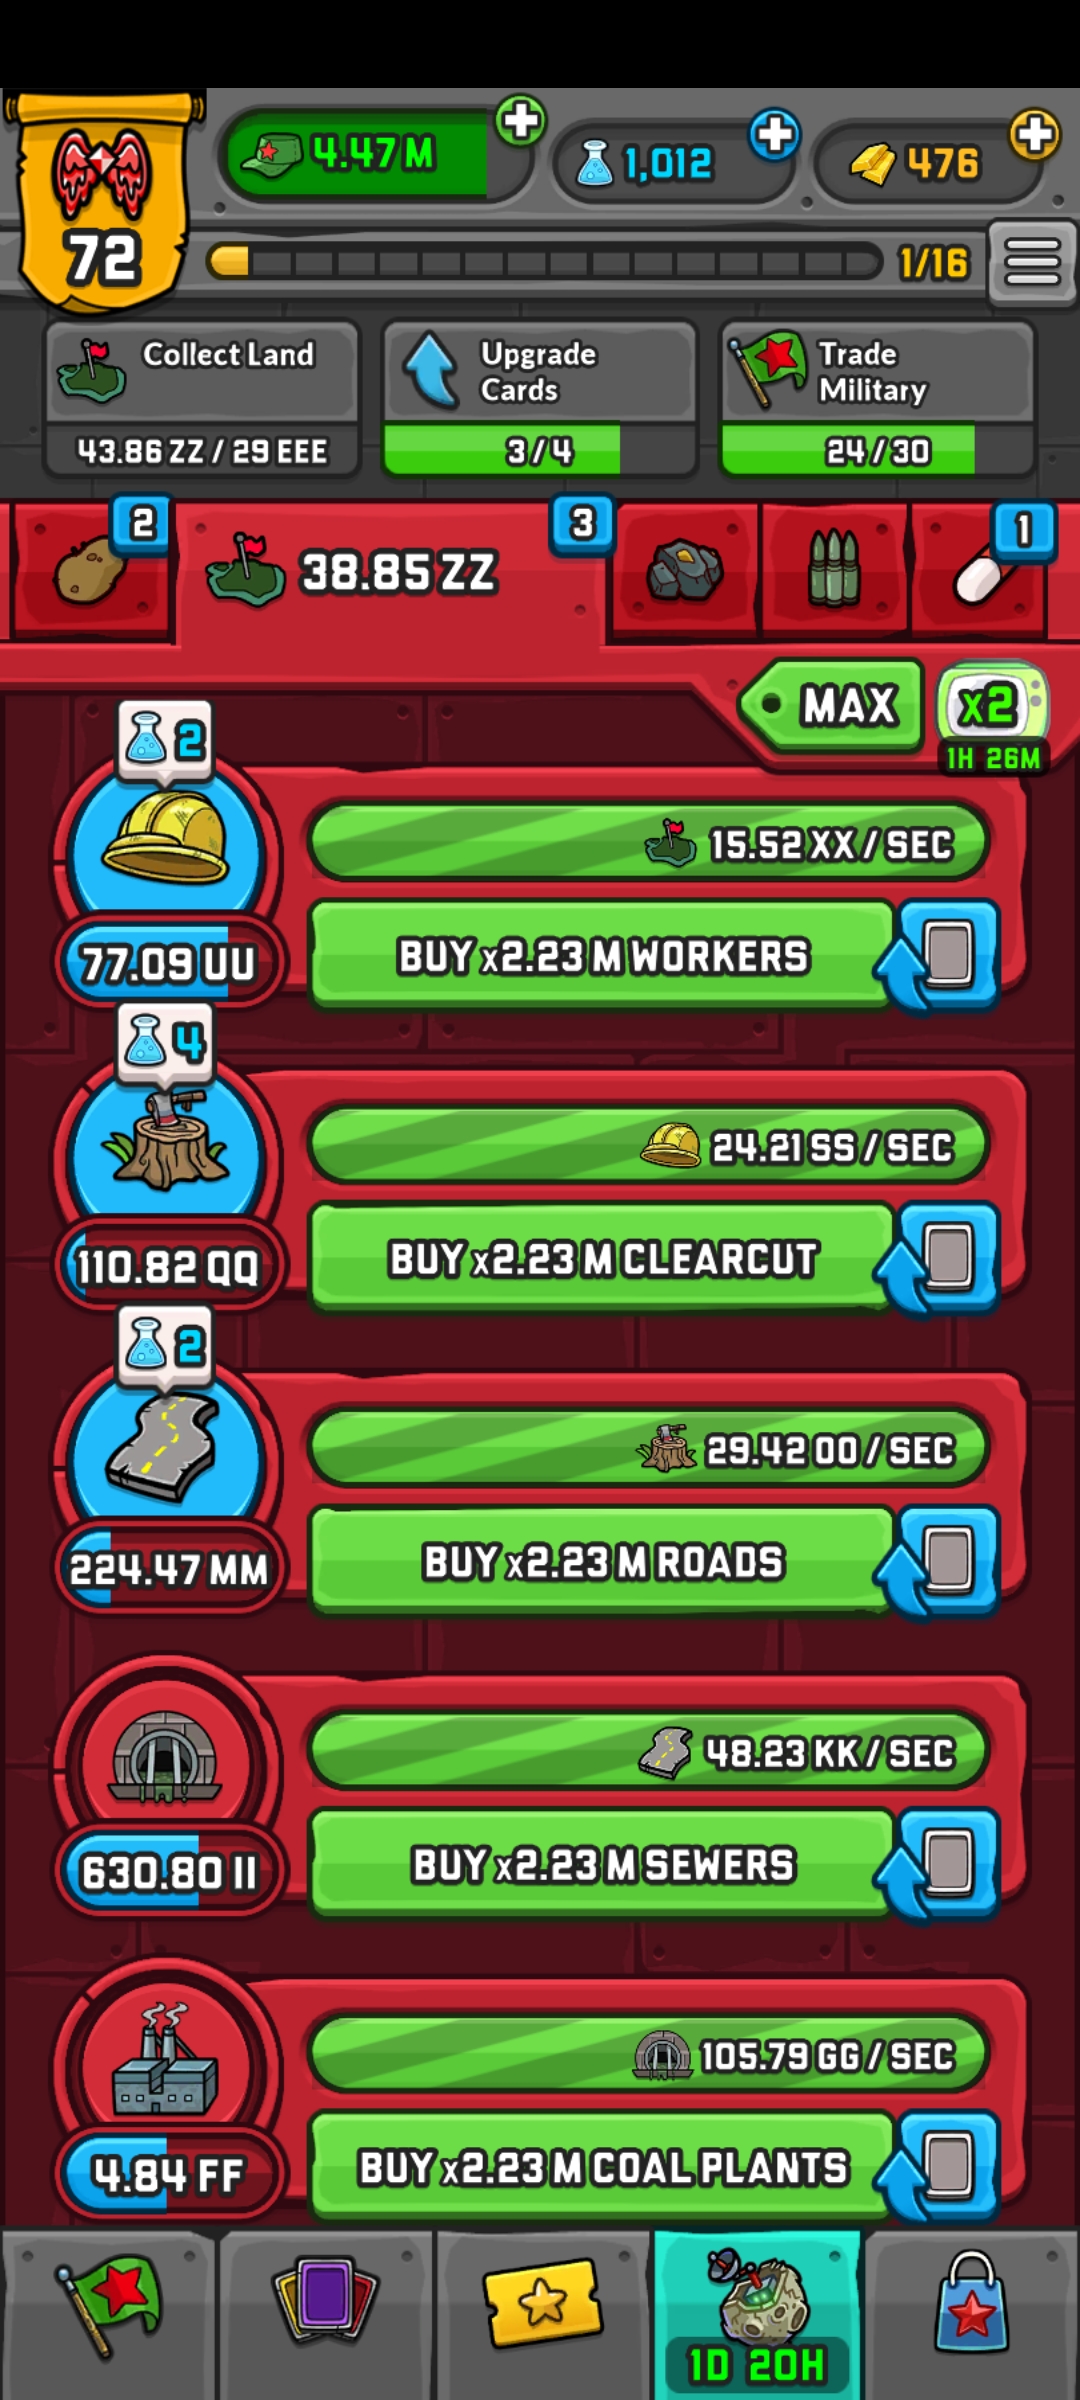 72
4.47 M
1,012
476
1/16
Collect Land
43.86 ZZ / 29 EEE
Upgrade
Cards
3/4
Trade
Military
24/30
2
38.85 ZZ
3
1
MAX
x2
1H 26M
2
15.52 XX / SEC
77.09 UU
BUY x2.23 M WORKERS
4
24.21 SS / SEC
110.82 QQ
BUY x2.23 M CLEARCUT
2
29.42 OO / SEC
224.47 MM
BUY x2.23 M ROADS
48.23 KK / SEC
630.80 II
BUY x2.23 M SEWERS
105.79 GG / SEC
4.84 FF
BUY x2.23 M COAL PLANTS
1D 20H